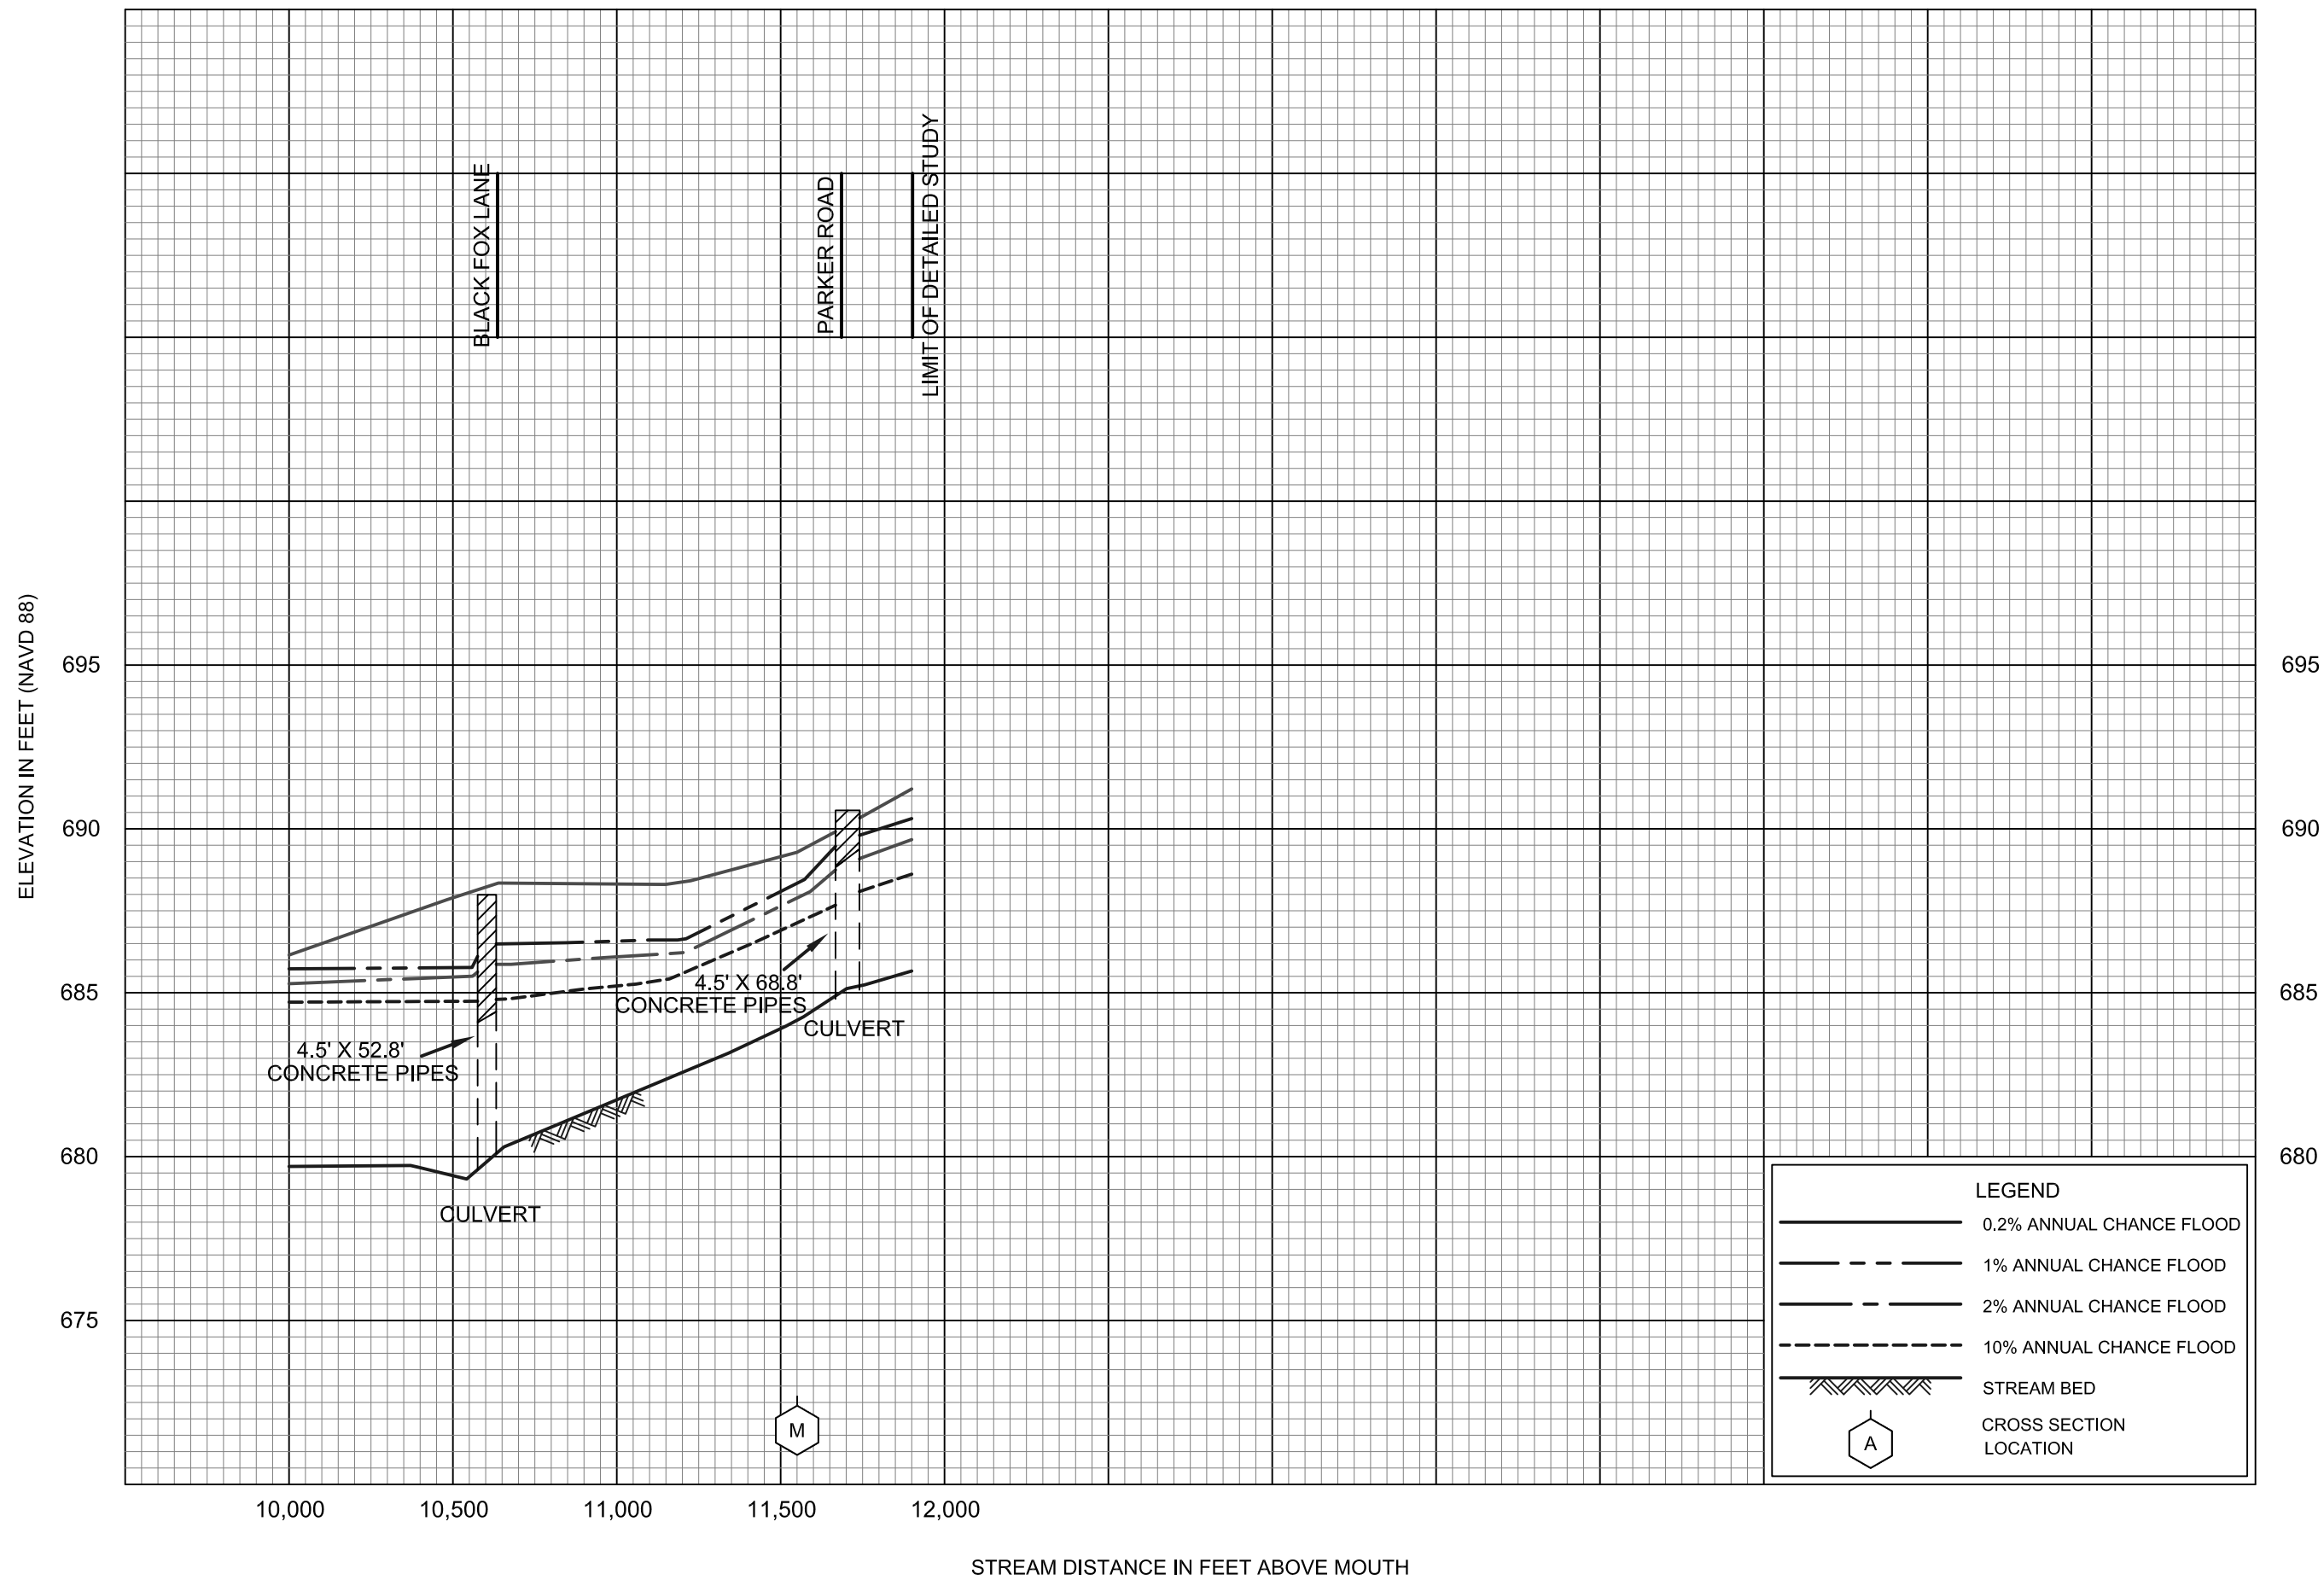 BLACK FOX LANE
PARKER ROAD
LIMIT OF DETAILED STUDY
ELEVATION IN FEET (NAVD 88)
695
695
690
690
685
685
680
680
675
4.5' X 68.8'
CONCRETE PIPES
CULVERT
4.5' X 52.8'
CONCRETE PIPES
CULVERT
M
LEGEND
0.2% ANNUAL CHANCE FLOOD
1% ANNUAL CHANCE FLOOD
2% ANNUAL CHANCE FLOOD
10% ANNUAL CHANCE FLOOD
STREAM BED
A
CROSS SECTION
LOCATION
10,000
10,500
11,000
11,500
12,000
STREAM DISTANCE IN FEET ABOVE MOUTH